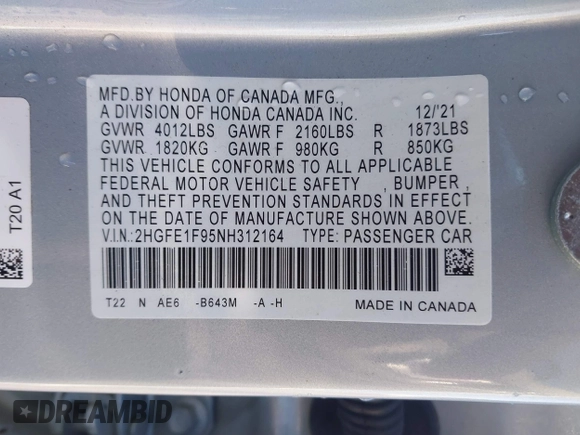 MFD.BY HONDA OF CANADA MFG.,
A DIVISION OF HONDA CANADA INC. 12/'21
GVWR 4012LBS GAWR F 2160LBS R 1873LBS
GVWR 1820KG GAWR F 980KG R 850KG
THIS VEHICLE CONFORMS TO ALL APPLICABLE
FEDERAL MOTOR VEHICLE SAFETY , BUMPER ,
AND THEFT PREVENTION STANDARDS IN EFFECT
ON THE DATE OF MANUFACTURE SHOWN ABOVE.
V.I.N.: 2HGFE1F95NH312164 TYPE: PASSENGER CAR
T22 N AE6 -B643M -A -H MADE IN CANADA
T20 A1
DREAMBID